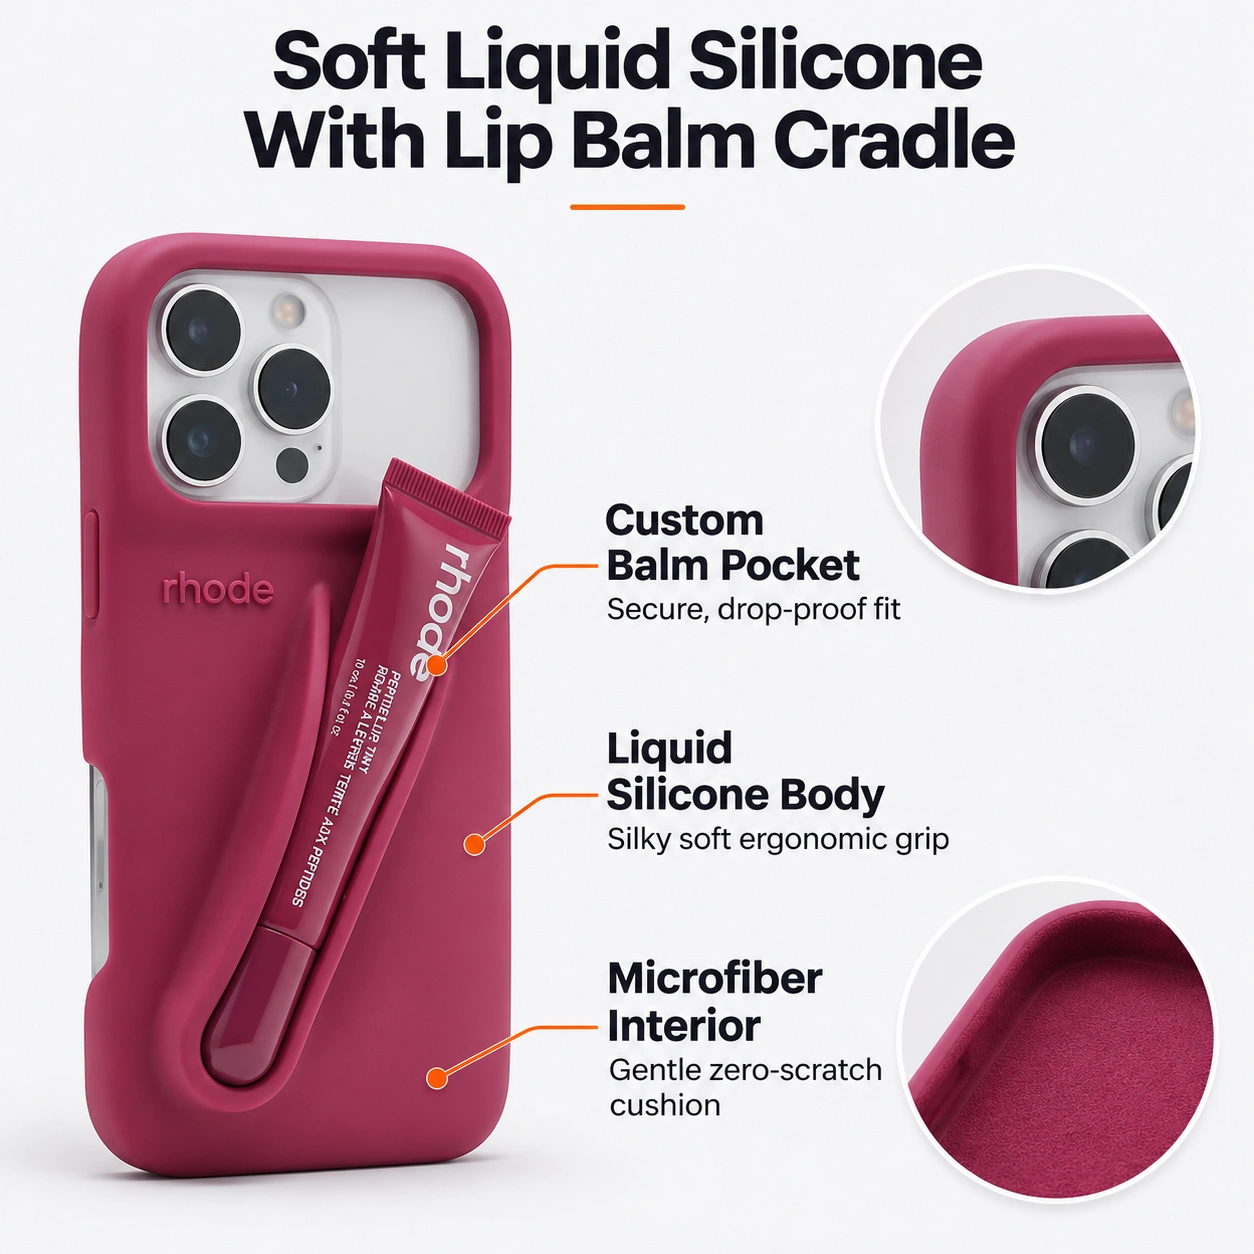 Soft Liquid Silicone
With Lip Balm Cradle
rhode
rhode
Custom
Balm Pocket
Secure, drop-proof fit
Liquid
Silicone Body
Silky soft ergonomic grip
Microfiber
Interior
Gentle zero-scratch
cushion